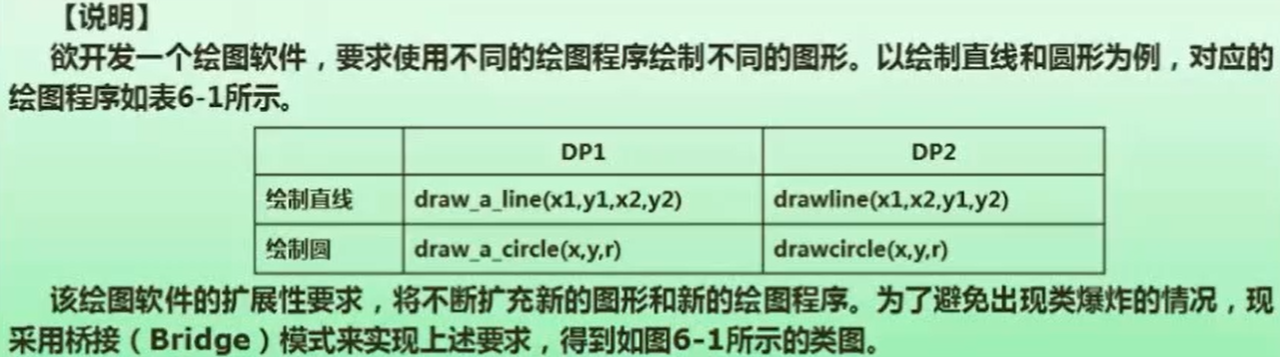 【说明】
欲开发一个绘图软件，要求使用不同的绘图程序绘制不同的图形。以绘制直线和圆形为例，对应的
绘图程序如表6-1所示。
DP1 DP2
绘制直线 draw_a_line(x1,y1,x2,y2) drawline(x1,x2,y1,y2)
绘制圆 draw_a_circle(x,y,r) drawcircle(x,y,r)
该绘图软件的扩展性要求，将不断扩充新的图形和新的绘图程序。为了避免出现类爆炸的情况，现
采用桥接（Bridge）模式来实现上述要求，得到如图6-1所示的类图。